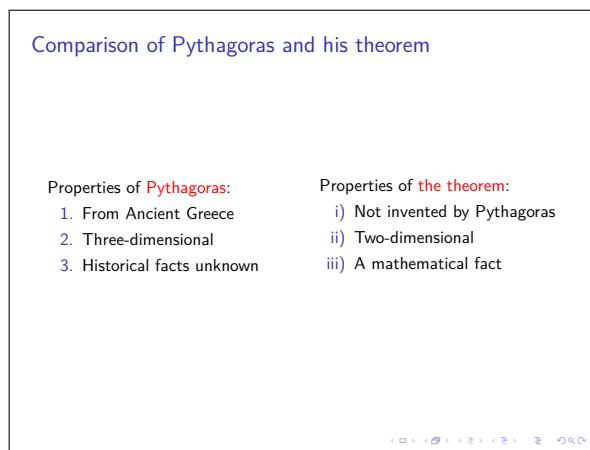 Comparison of Pythagoras and his theorem
Properties of Pythagoras:
1. From Ancient Greece
2. Three-dimensional
3. Historical facts unknown
Properties of the theorem:
i) Not invented by Pythagoras
ii) Two-dimensional
iii) A mathematical fact